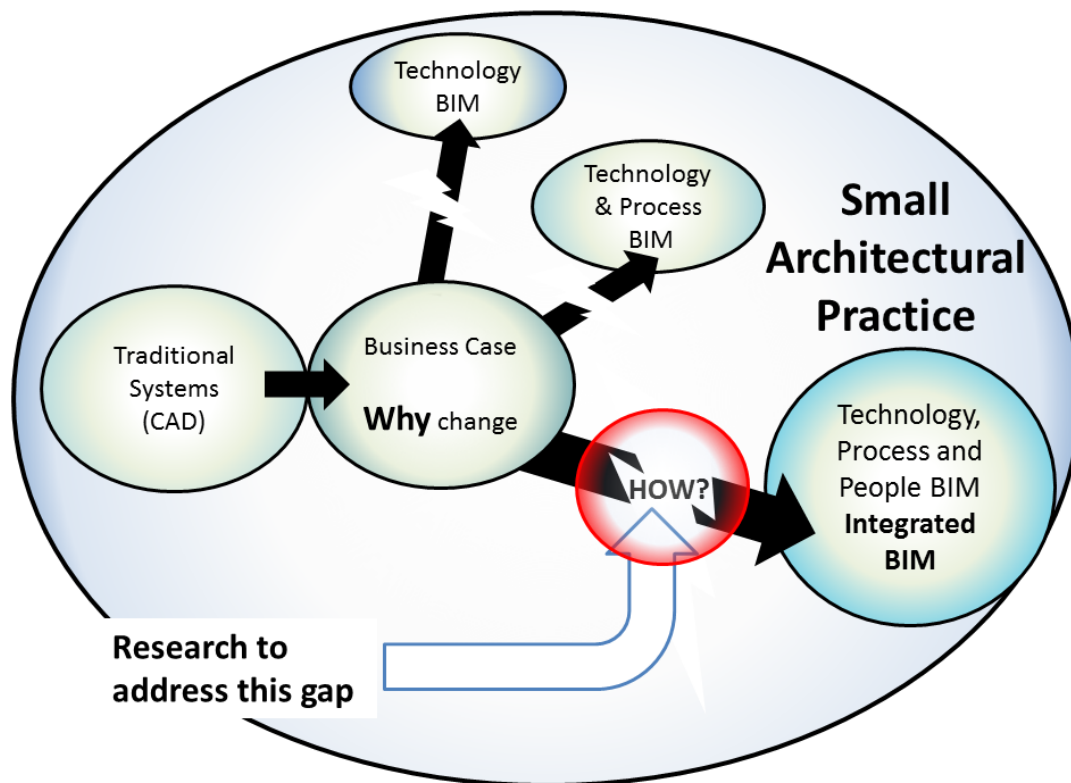 Technology
BIM
Technology
& Process
BIM
Small
Architectural
Practice
Traditional
Systems
(CAD)
Business Case
Why change
HOW?
Technology,
Process and
People BIM
Integrated
BIM
Research to
address this gap